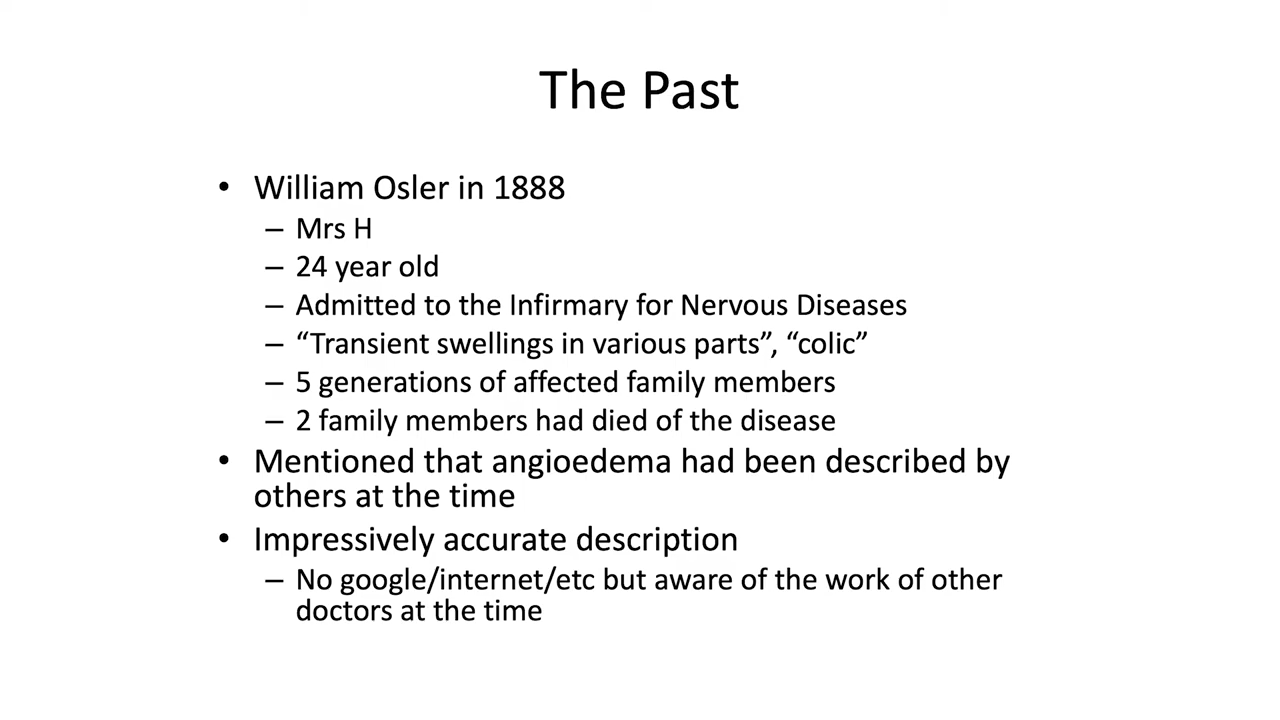 The Past
• William Osler in 1888
– Mrs H
– 24 year old
– Admitted to the Infirmary for Nervous Diseases
– “Transient swellings in various parts”, “colic”
– 5 generations of affected family members
– 2 family members had died of the disease
• Mentioned that angioedema had been described by
others at the time
• Impressively accurate description
– No google/internet/etc but aware of the work of other
doctors at the time